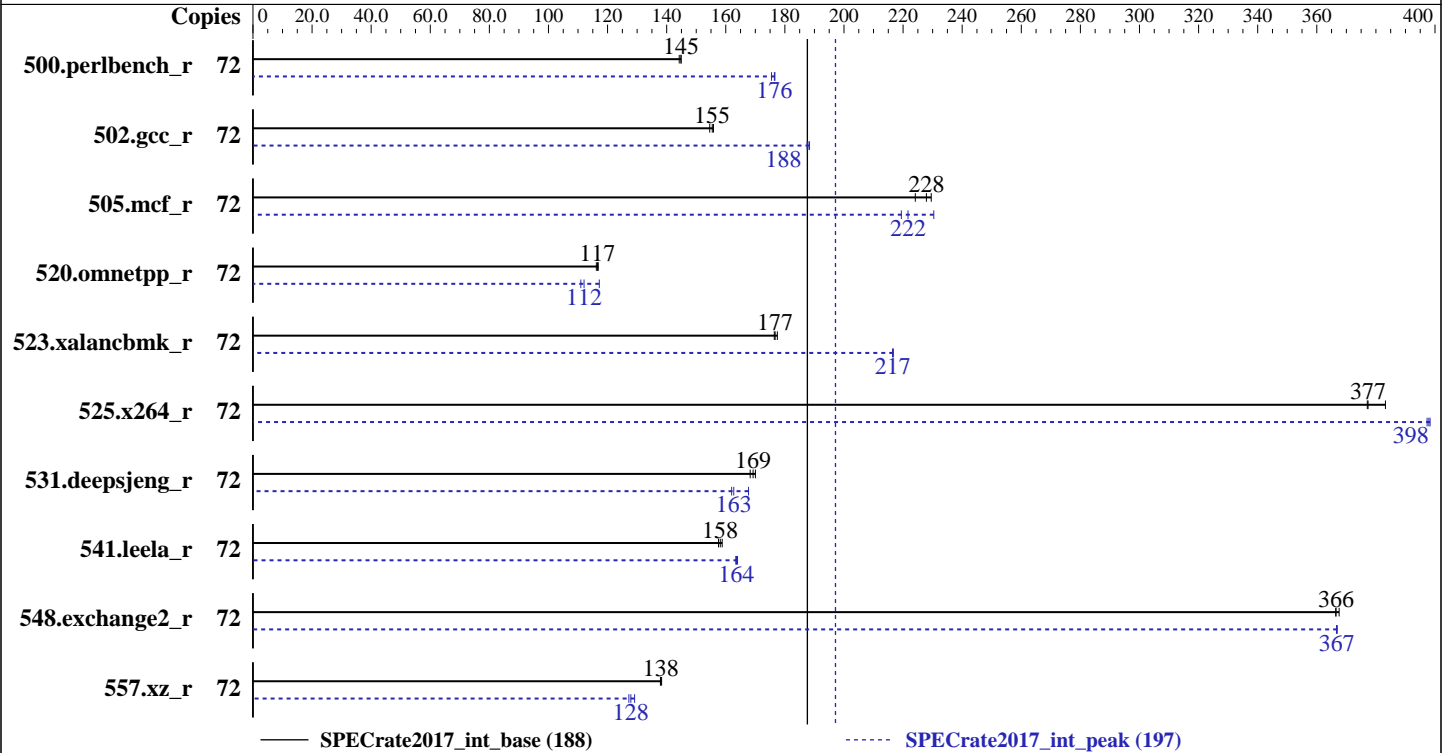 Copies 0 20.0 40.0 60.0 80.0 100 120 140 160 180 200 220 240 260 280 300 320 340 360 400
145
500.perlbench_r 72
176
155
502.gcc_r 72
188
228
505.mcf_r 72
222
117
520.omnetpp_r 72
112
177
523.xalancbmk_r 72
217
377
525.x264_r 72
398
169
531.deepsjeng_r 72
163
158
541.leela_r 72
164
366
548.exchange2_r 72
367
138
557.xz_r 72
128
SPECrate2017_int_base (188) SPECrate2017_int_peak (197)